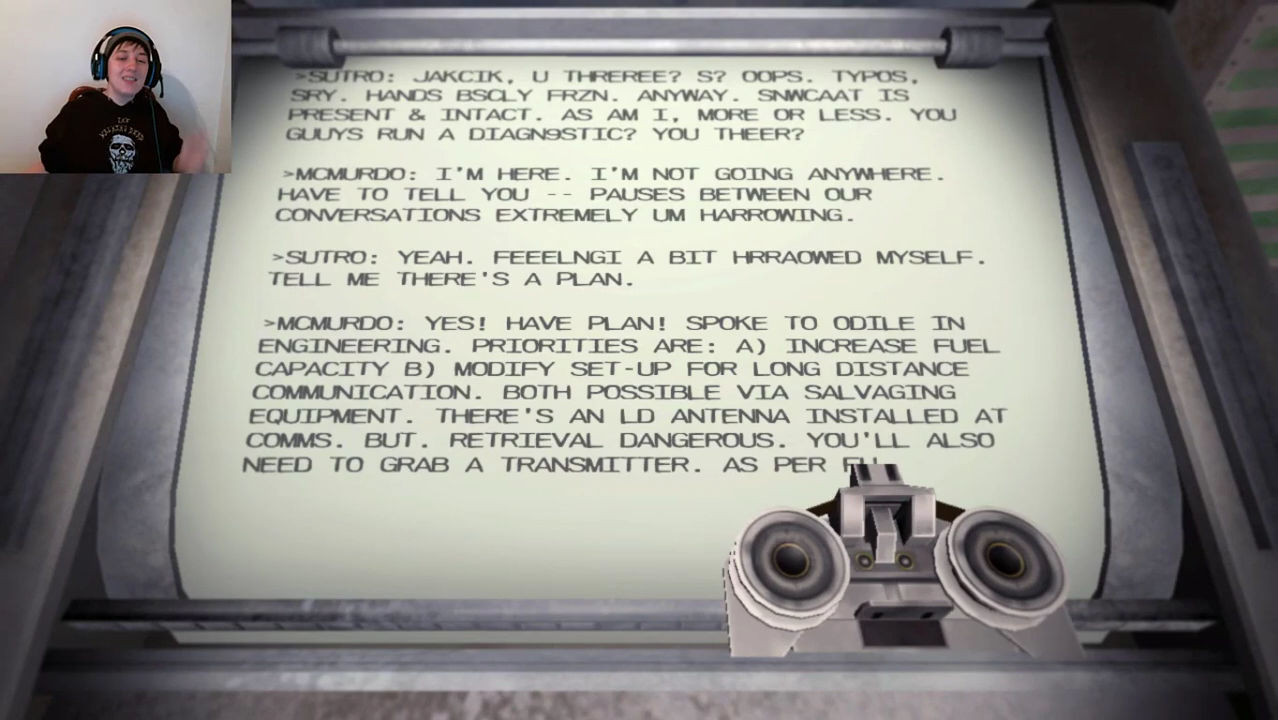 >SUTRO: JAKCIK, U THREREE? S? OOPS. TYPOS,
SRY. HANDS BSCLY FRZN. ANYWAY. SNWCAAT IS
PRESENT & INTACT. AS AM I, MORE OR LESS. YOU
GUUYS RUN A DIAGN9STIC? YOU THEER?
>MCMURDO: I'M HERE. I'M NOT GOING ANYWHERE.
HAVE TO TELL YOU -- PAUSES BETWEEN OUR
CONVERSATIONS EXTREMELY UM HARROWING.
>SUTRO: YEAH. FEEELNGI A BIT HRRAOWED MYSELF.
TELL ME THERE'S A PLAN.
>MCMURDO: YES! HAVE PLAN! SPOKE TO ODILE IN
ENGINEERING. PRIORITIES ARE: A) INCREASE FUEL
CAPACITY B) MODIFY SET-UP FOR LONG DISTANCE
COMMUNICATION. BOTH POSSIBLE VIA SALVAGING
EQUIPMENT. THERE'S AN LD ANTENNA INSTALLED AT
COMMS. BUT. RETRIEVAL DANGEROUS. YOU'LL ALSO
NEED TO GRAB A TRANSMITTER. AS PER